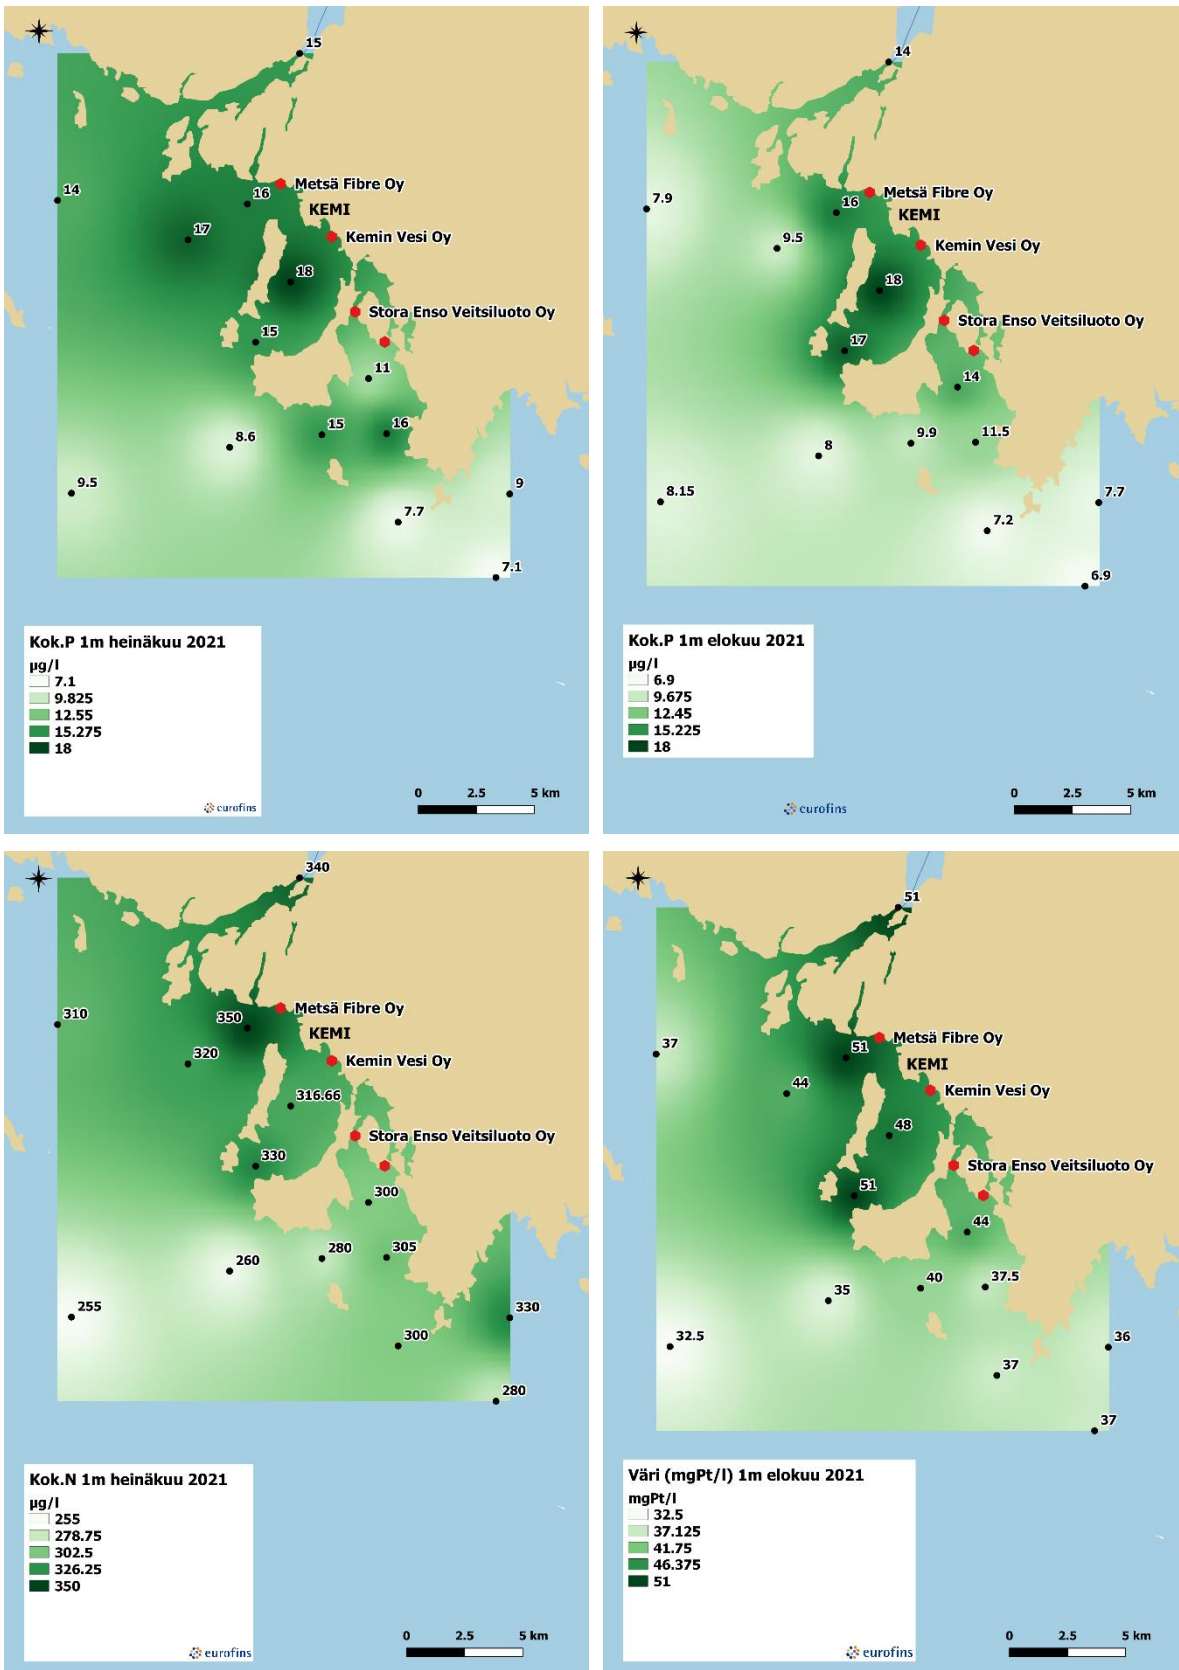 15
14
16
Metsä Fibre Oy
KEMI
17
Kemin Vesi Oy
18
Stora Enso Veitsiluoto Oy
15
11
15
16
8.6
9.5
9
7.7
7.1
Kok.P 1m heinäkuu 2021
µg/l
7.1
9.825
12.55
15.275
18
eurofins
0 2.5 5 km
14
7.9
16
Metsä Fibre Oy
KEMI
9.5
Kemin Vesi Oy
18
Stora Enso Veitsiluoto Oy
17
14
9.9
11.5
8
8.15
7.7
7.2
6.9
Kok.P 1m elokuu 2021
µg/l
6.9
9.675
12.45
15.225
18
eurofins
0 2.5 5 km
340
310
350
Metsä Fibre Oy
KEMI
320
Kemin Vesi Oy
316.66
Stora Enso Veitsiluoto Oy
330
300
280
305
260
255
330
300
280
Kok.N 1m heinäkuu 2021
µg/l
255
278.75
302.5
326.25
350
eurofins
0 2.5 5 km
51
37
51
Metsä Fibre Oy
KEMI
44
Kemin Vesi Oy
48
Stora Enso Veitsiluoto Oy
51
44
40
37.5
35
32.5
36
37
37
Väri (mgPt/l) 1m elokuu 2021
mgPt/l
32.5
37.125
41.75
46.375
51
eurofins
0 2.5 5 km